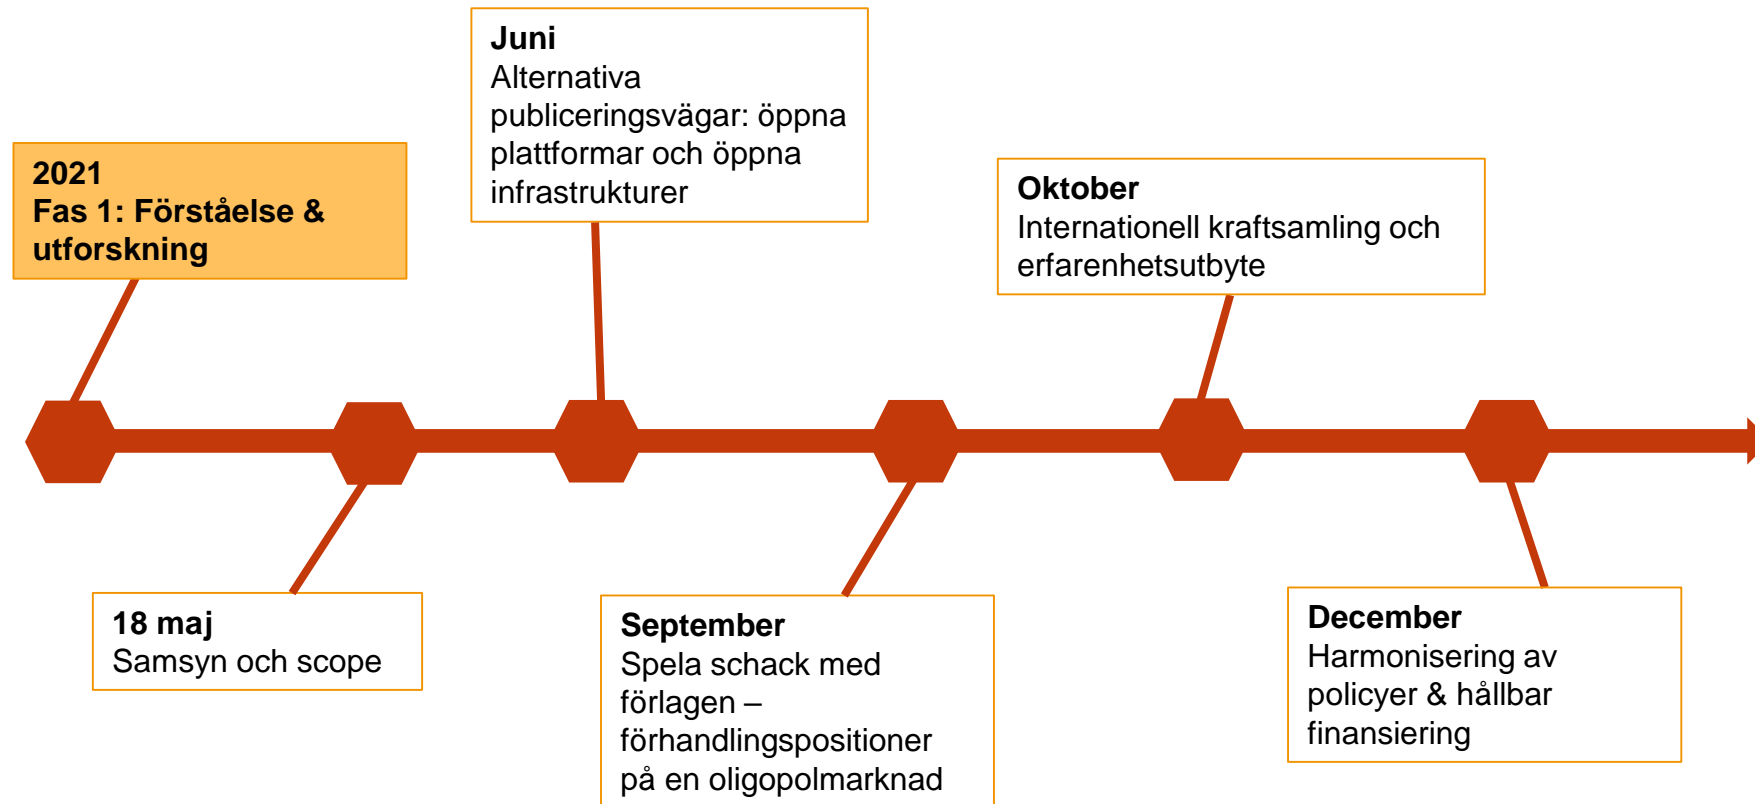 2021
Fas 1: Förståelse &
utforskning
18 maj
Samsyn och scope
Juni
Alternativa
publiceringsvägar: öppna
plattformar och öppna
infrastrukturer
September
Spela schack med
förlagen –
förhandlingspositioner
på en oligopolmarknad
Oktober
Internationell kraftsamling och
erfarenhetsutbyte
December
Harmonisering av
policyer & hållbar
finansiering